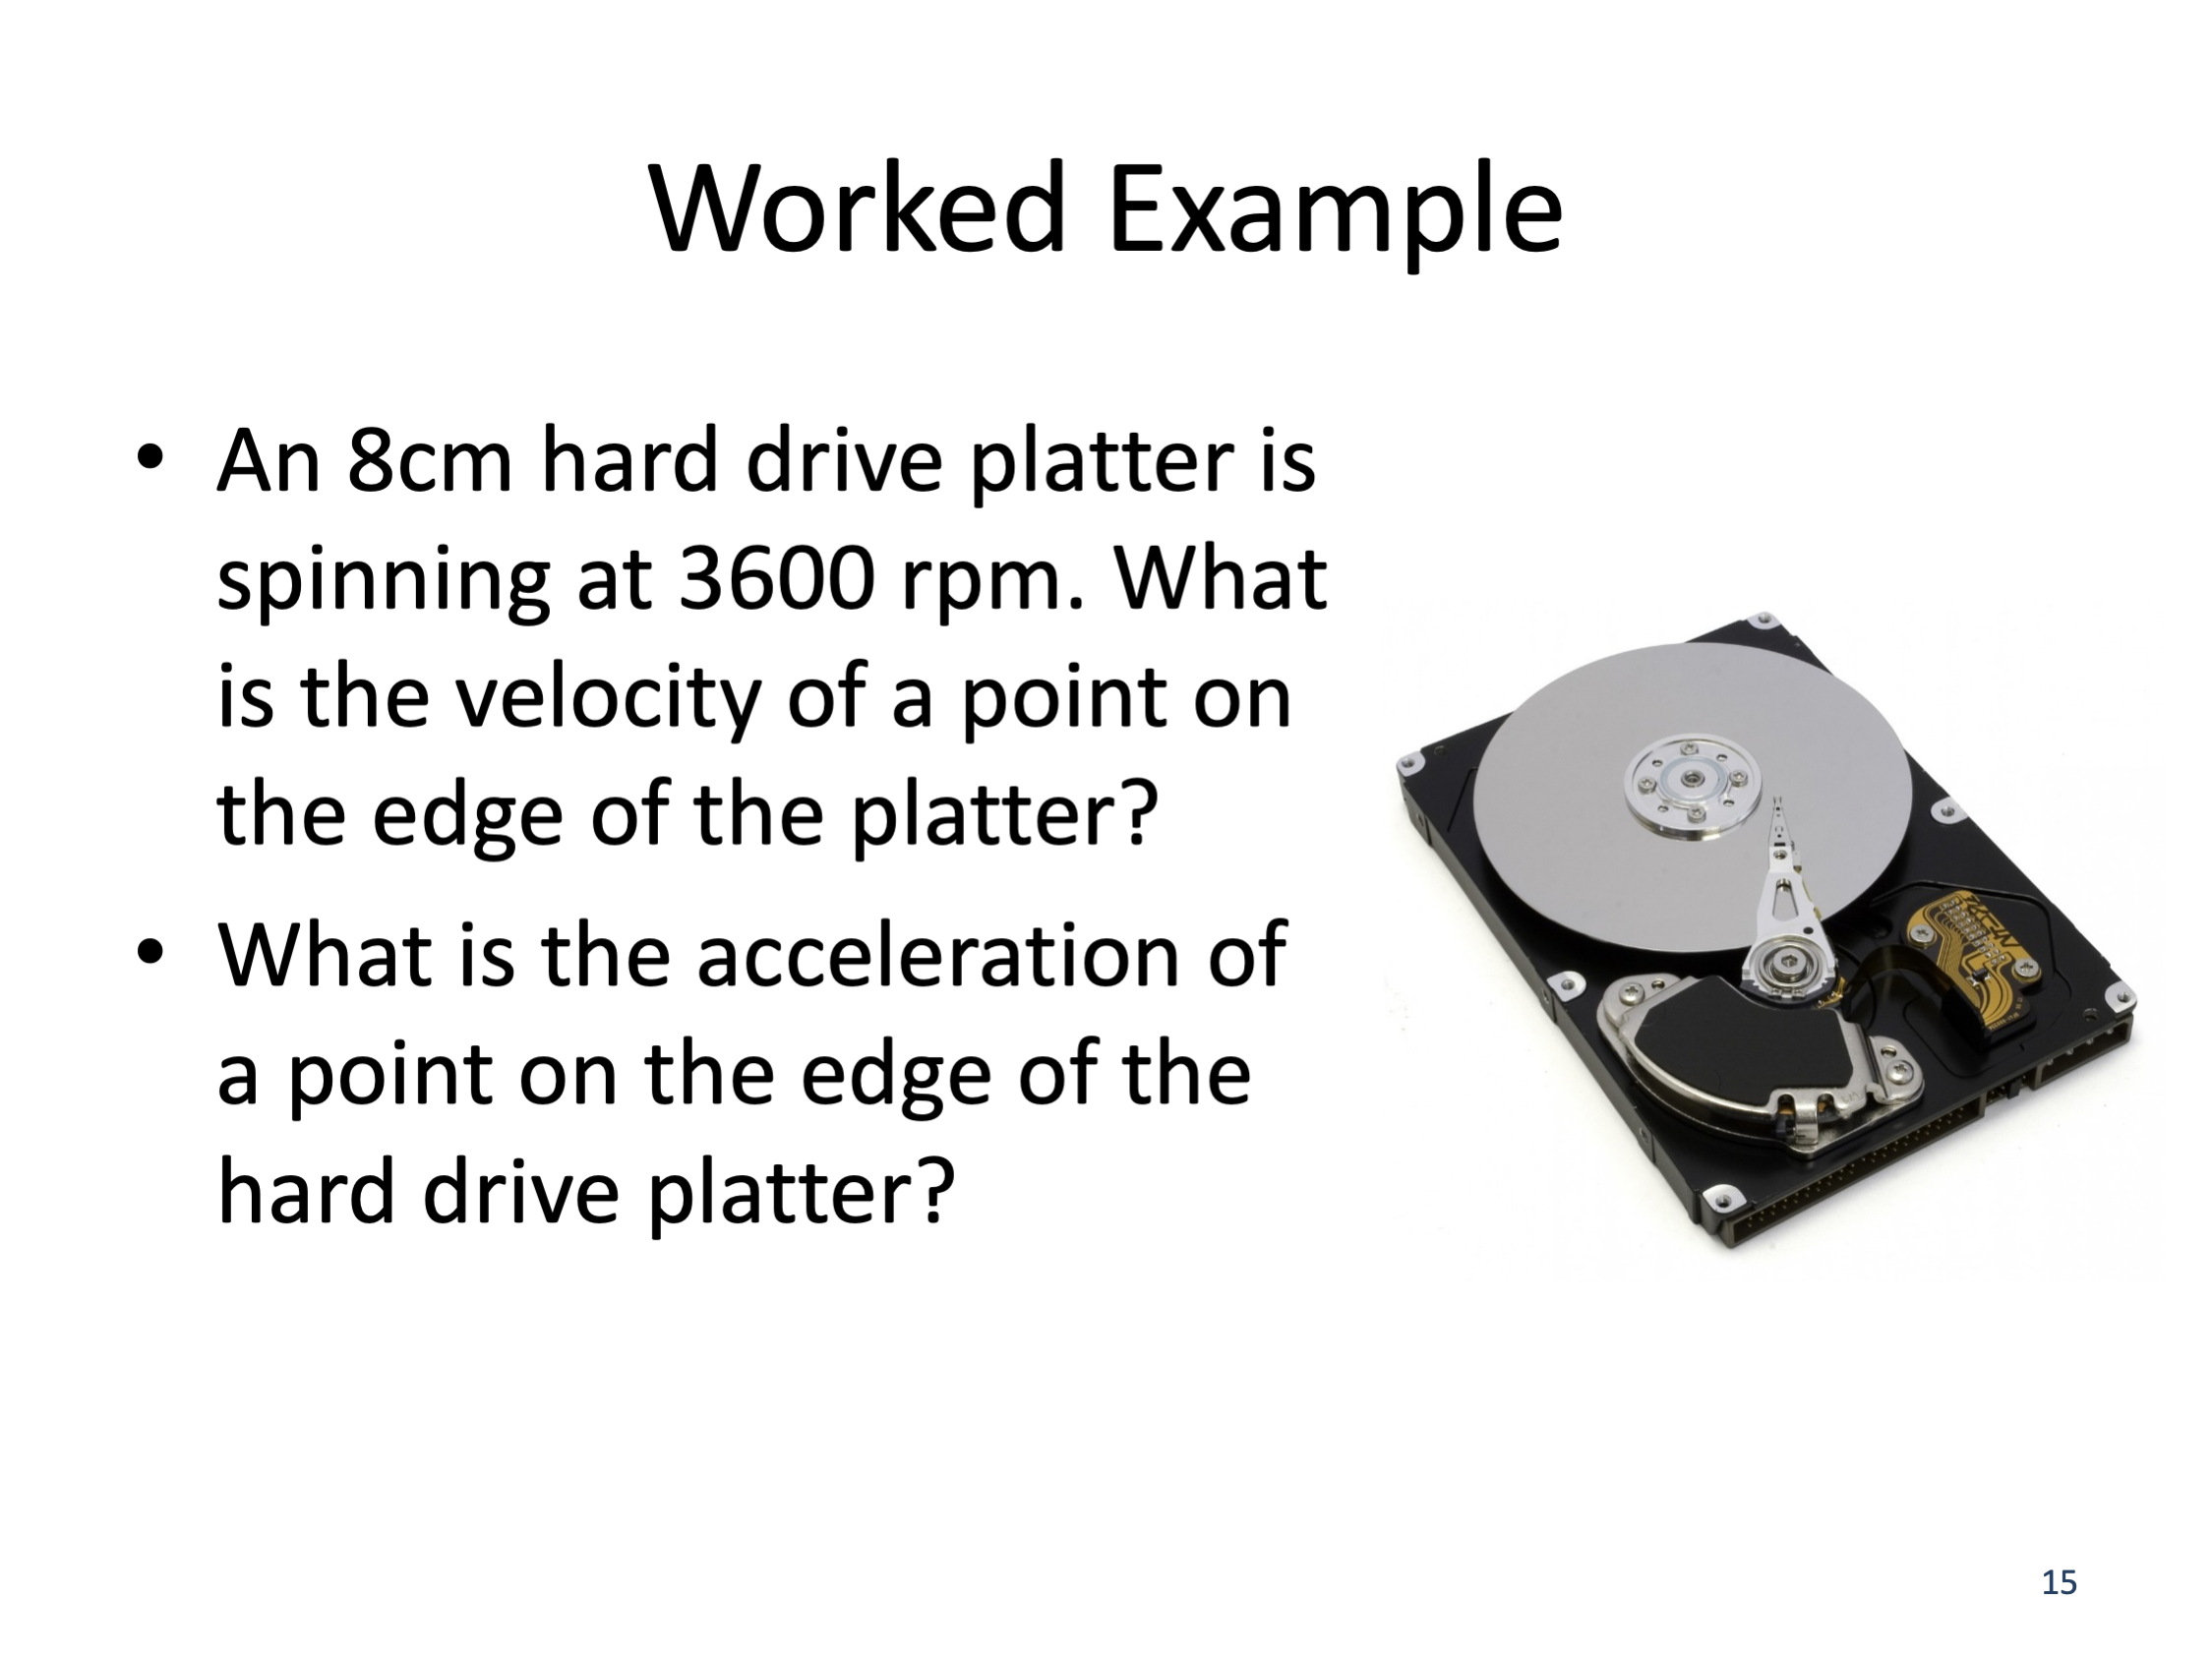 Worked Example
• An 8cm hard drive platter is
spinning at 3600 rpm. What
is the velocity of a point on
the edge of the platter?
• What is the acceleration of
a point on the edge of the
hard drive platter?
15